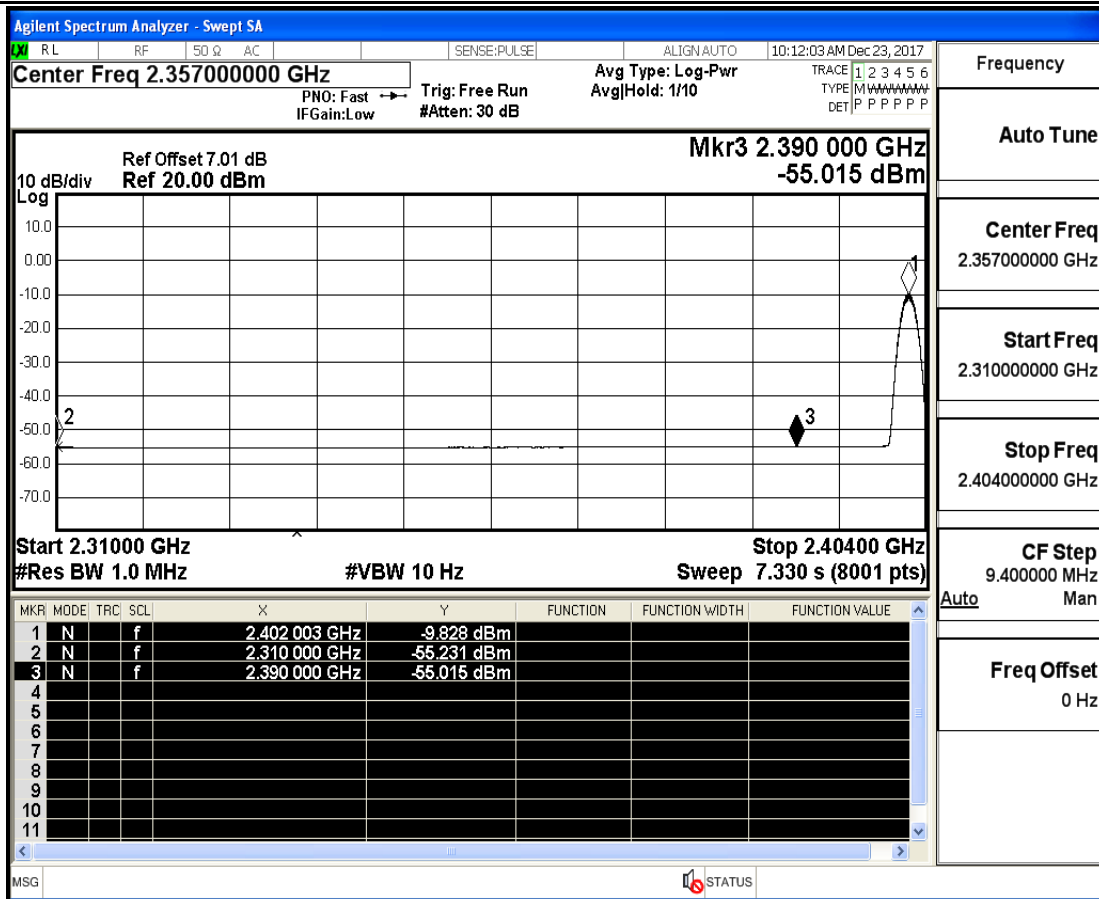 Agilent Spectrum Analyzer - Swept SA
LXI RL RF 50 Ω AC SENSE:PULSE ALIGN AUTO 10:12:03 AM Dec 23, 2017
Center Freq 2.357000000 GHz
PNO: Fast
IFGain:Low
Trig: Free Run
#Atten: 30 dB
Avg Type: Log-Pwr
Avg|Hold: 1/10
TRACE 1 2 3 4 5 6
TYPE M WWWWW
DET P P P P P P
Mkr3 2.390 000 GHz
-55.015 dBm
Ref Offset 7.01 dB
10 dB/div Ref 20.00 dBm
Log
10.0
0.00
-10.0
-20.0
-30.0
-40.0
-50.0
-60.0
-70.0
1
2
3
Start 2.31000 GHz Stop 2.40400 GHz
#Res BW 1.0 MHz #VBW 10 Hz Sweep 7.330 s (8001 pts)
MKR MODE TRC SCL X Y FUNCTION FUNCTION WIDTH FUNCTION VALUE
1 N f 2.402 003 GHz -9.828 dBm
2 N f 2.310 000 GHz -55.231 dBm
3 N f 2.390 000 GHz -55.015 dBm
4
5
6
7
8
9
10
11
MSG STATUS
Frequency
Auto Tune
Center Freq
2.357000000 GHz
Start Freq
2.310000000 GHz
Stop Freq
2.404000000 GHz
CF Step
9.400000 MHz
Auto Man
Freq Offset
0 Hz